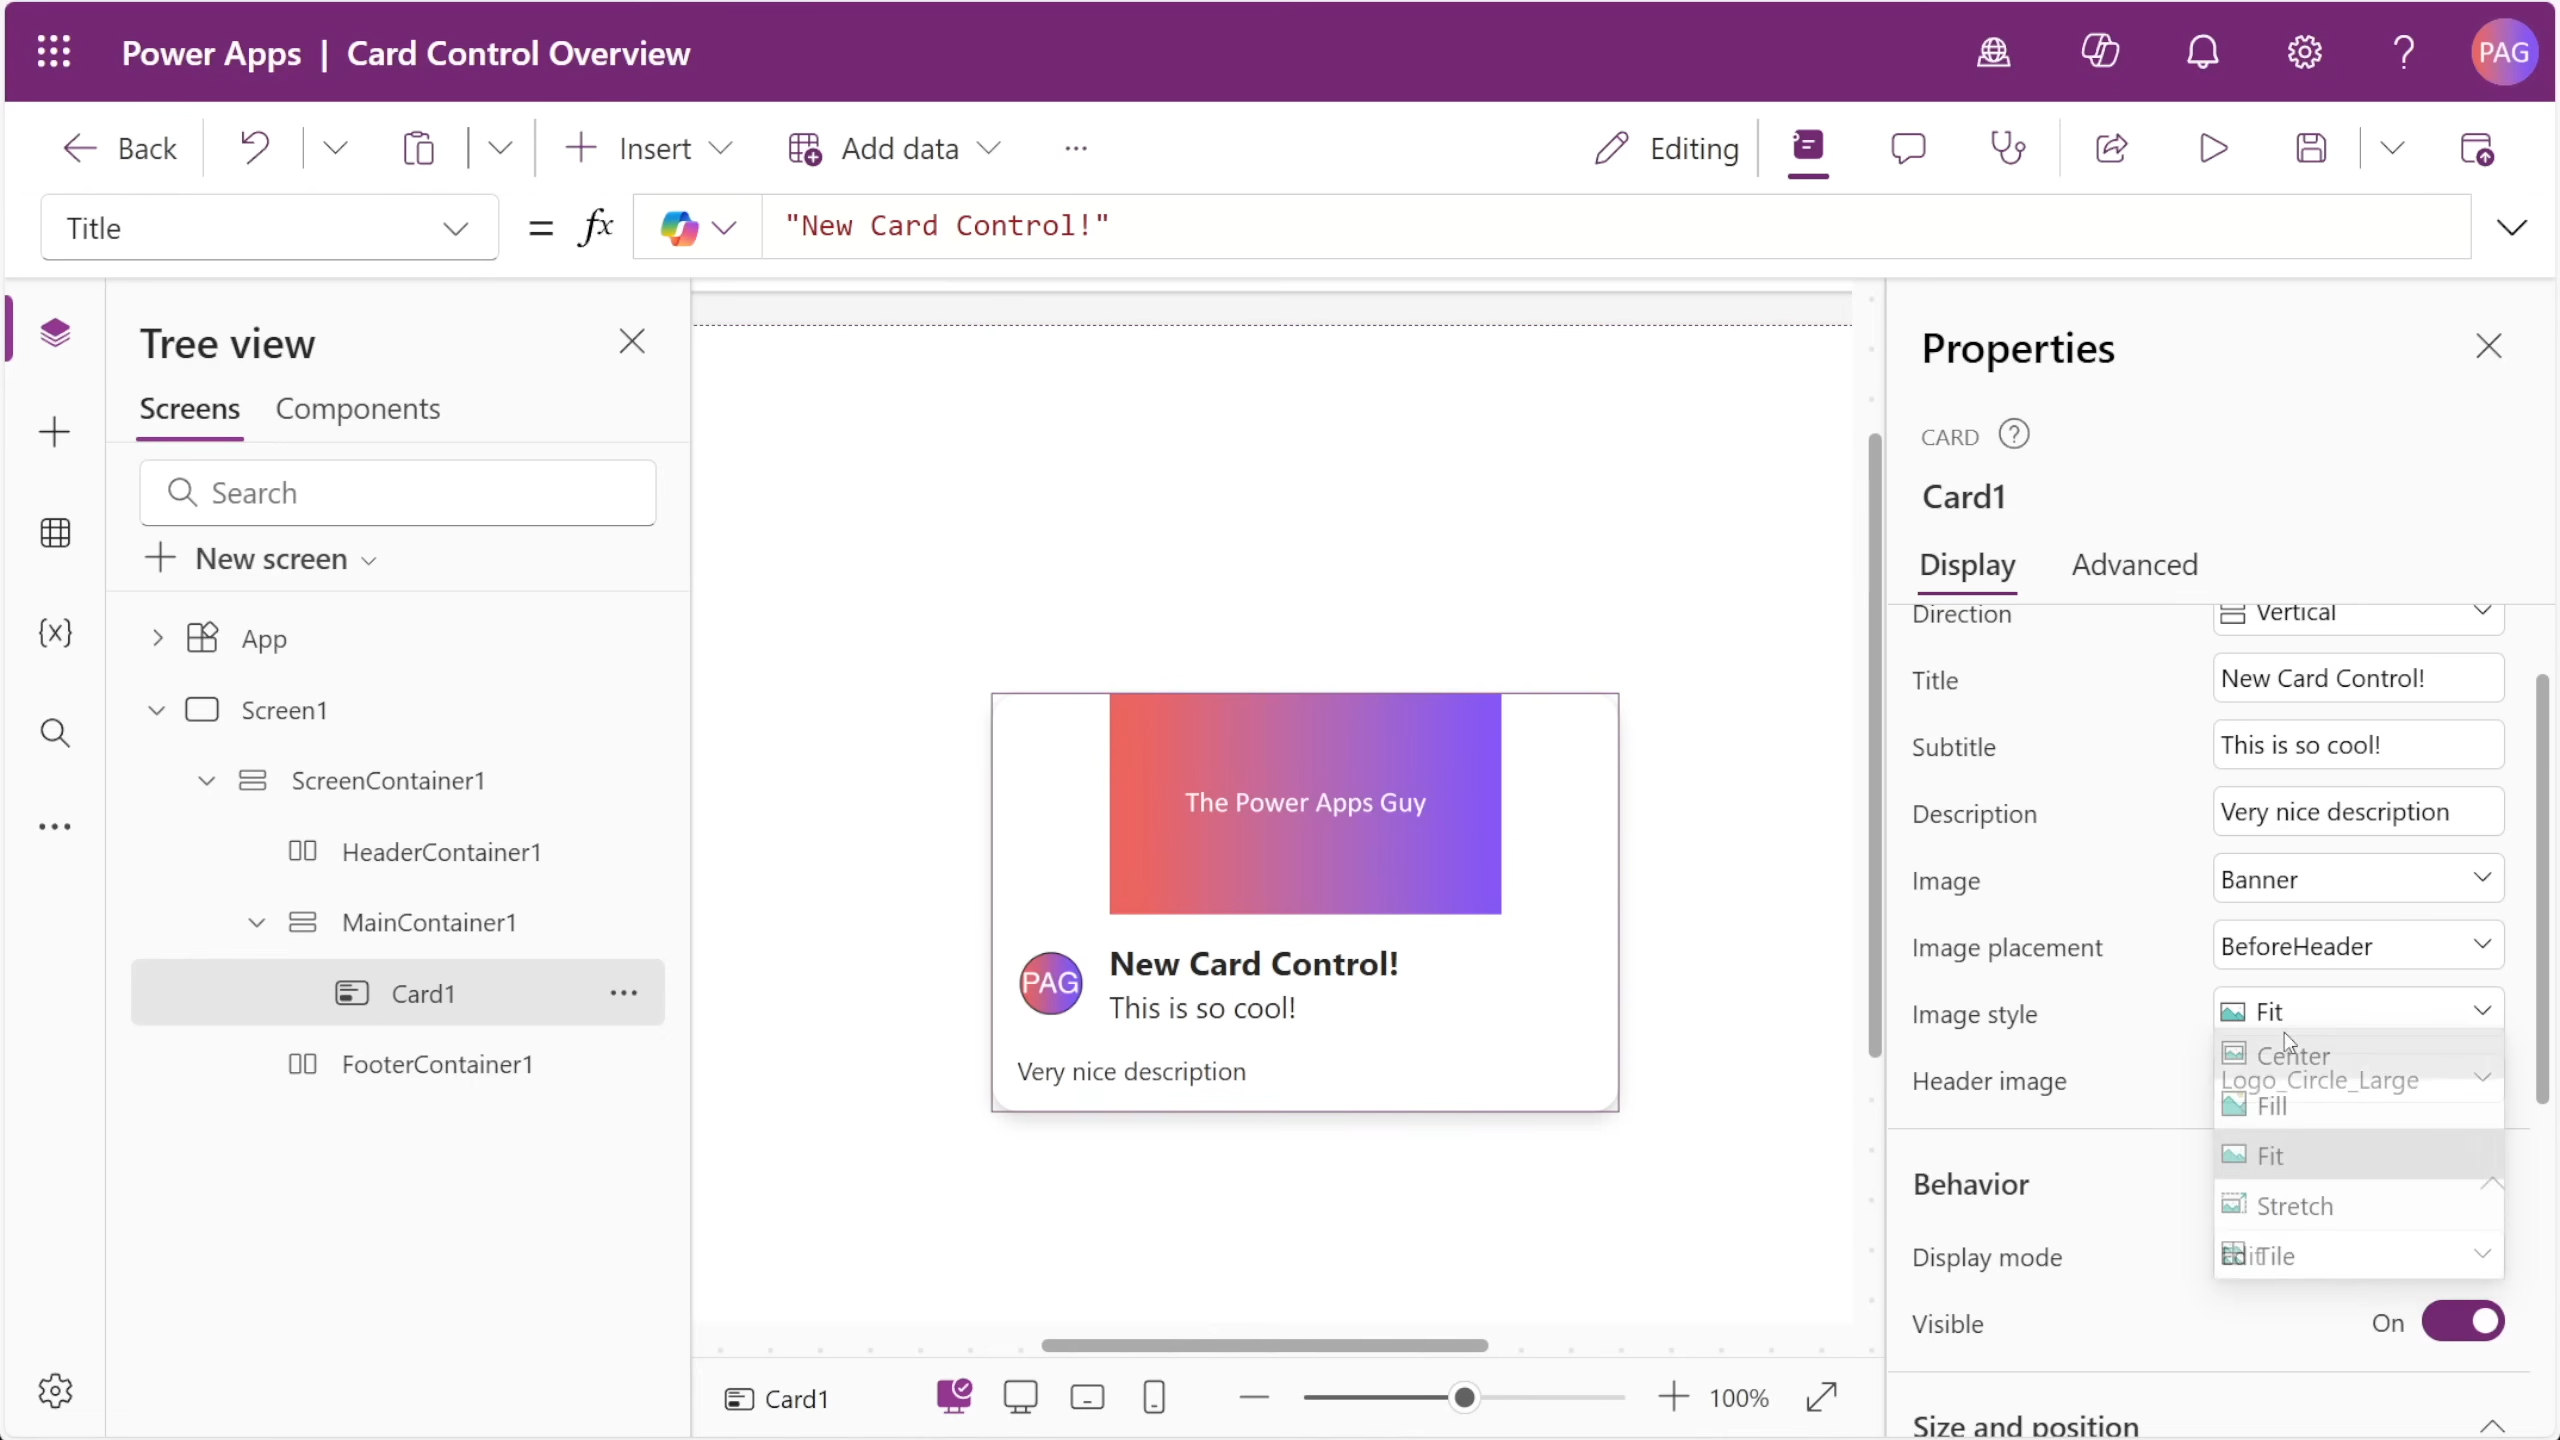 Power Apps | Card Control Overview
PAG
Back
Insert
Add data
Editing
Title
= fx
"New Card Control!"
Tree view
Screens
Components
Search
New screen
App
Screen1
ScreenContainer1
HeaderContainer1
MainContainer1
Card1
FooterContainer1
The Power Apps Guy
PAG
New Card Control!
This is so cool!
Very nice description
Card1
100%
Properties
CARD
Card1
Display
Advanced
Direction
Vertical
Title
New Card Control!
Subtitle
This is so cool!
Description
Very nice description
Image
Banner
Image placement
BeforeHeader
Image style
Fit
Center
Header image
Logo_Circle_Large
Fill
Fit
Behavior
Stretch
Display mode
Edit
Tile
Visible
On
Size and position